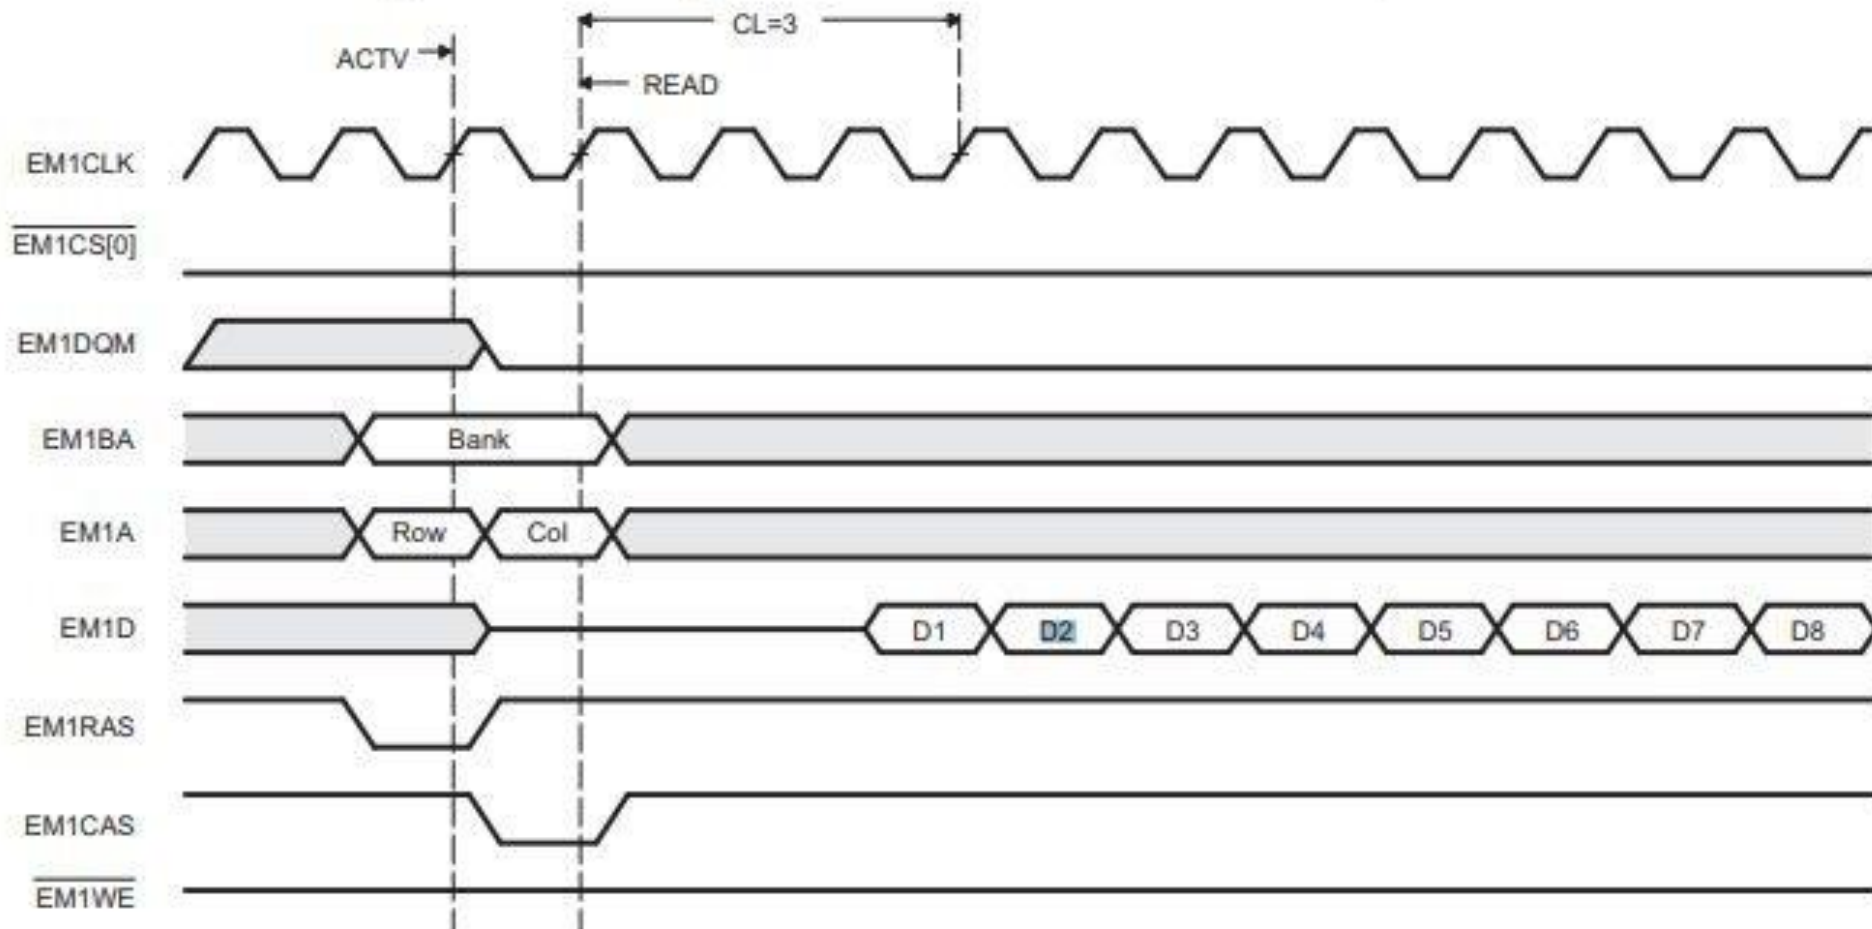 CL=3
ACTV
READ
EM1CLK
EM1CS[0]
EM1DQM
EM1BA Bank
EM1A Row Col
EM1D D1 D2 D3 D4 D5 D6 D7 D8
EM1RAS
EM1CAS
EM1WE